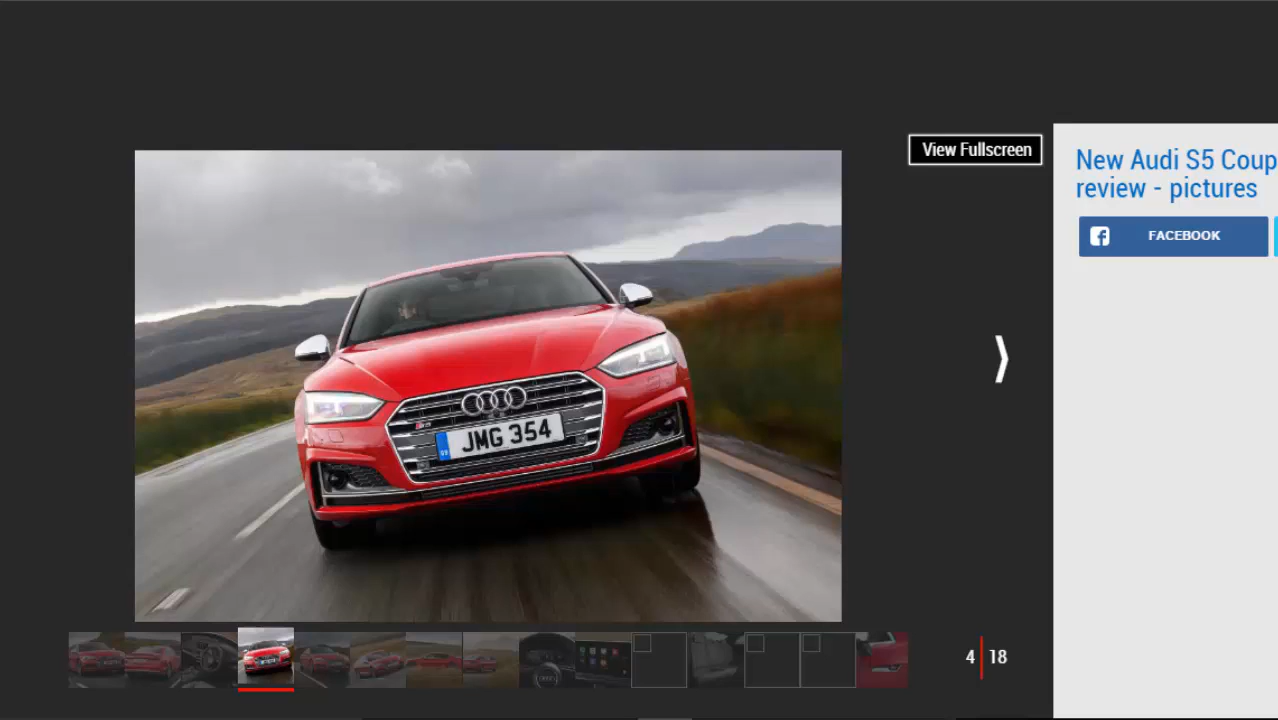 View Fullscreen
New Audi S5 Coup
review - pictures
FACEBOOK
JMG 354
4 18